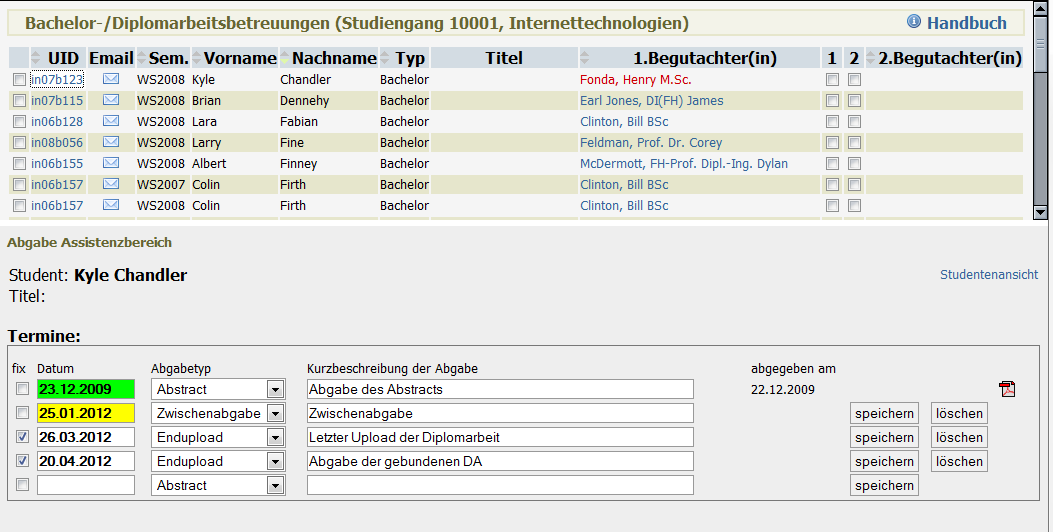 Bachelor-/Diplomarbeitsbetreuungen (Studiengang 10001, Internettechnologien) Handbuch
UID Email Sem. Vorname Nachname Typ Titel 1.Begutachter(in) 1 2 2.Begutachter(in)
in07b123 WS2008 Kyle Chandler Bachelor Fonda, Henry M.Sc.
in07b115 WS2008 Brian Dennehy Bachelor Earl Jones, DI(FH) James
in06b128 WS2008 Lara Fabian Bachelor Clinton, Bill BSc
in08b056 WS2008 Larry Fine Bachelor Feldman, Prof. Dr. Corey
in06b155 WS2008 Albert Finney Bachelor McDermott, FH-Prof. Dipl.-Ing. Dylan
in06b157 WS2007 Colin Firth Bachelor Clinton, Bill BSc
in06b157 WS2008 Colin Firth Bachelor Clinton, Bill BSc
Abgabe Assistenzbereich
Student: Kyle Chandler Studentenansicht
Titel:
Termine:
fix Datum Abgabetyp Kurzbeschreibung der Abgabe abgegeben am
23.12.2009 Abstract Abgabe des Abstracts 22.12.2009
25.01.2012 Zwischenabgabe Zwischenabgabe speichern löschen
26.03.2012 Endupload Letzter Upload der Diplomarbeit speichern löschen
20.04.2012 Endupload Abgabe der gebundenen DA speichern löschen
Abstract speichern